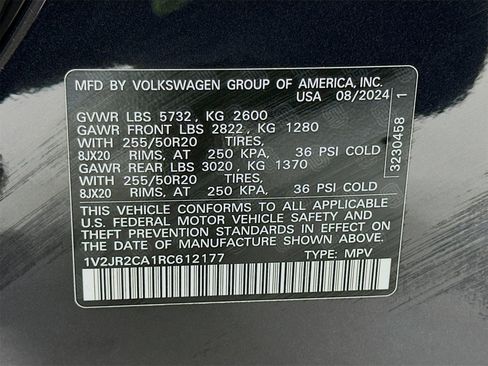 MFD BY VOLKSWAGEN GROUP OF AMERICA, INC.
USA 08/2024
GVWR LBS 5732, KG 2600
GAWR FRONT LBS 2822, KG 1280
WITH 255/50R20 TIRES,
8JX20 RIMS, AT 250 KPA, 36 PSI COLD
GAWR REAR LBS 3020, KG 1370
WITH 255/50R20 TIRES,
8JX20 RIMS, AT 250 KPA, 36 PSI COLD
THIS VEHICLE CONFORMS TO ALL APPLICABLE
U.S. FEDERAL MOTOR VEHICLE SAFETY AND
THEFT PREVENTION STANDARDS IN EFFECT ON THE
DATE OF MANUFACTURE SHOWN ABOVE.
1V2JR2CA1RC612177 TYPE: MPV
3230458 1